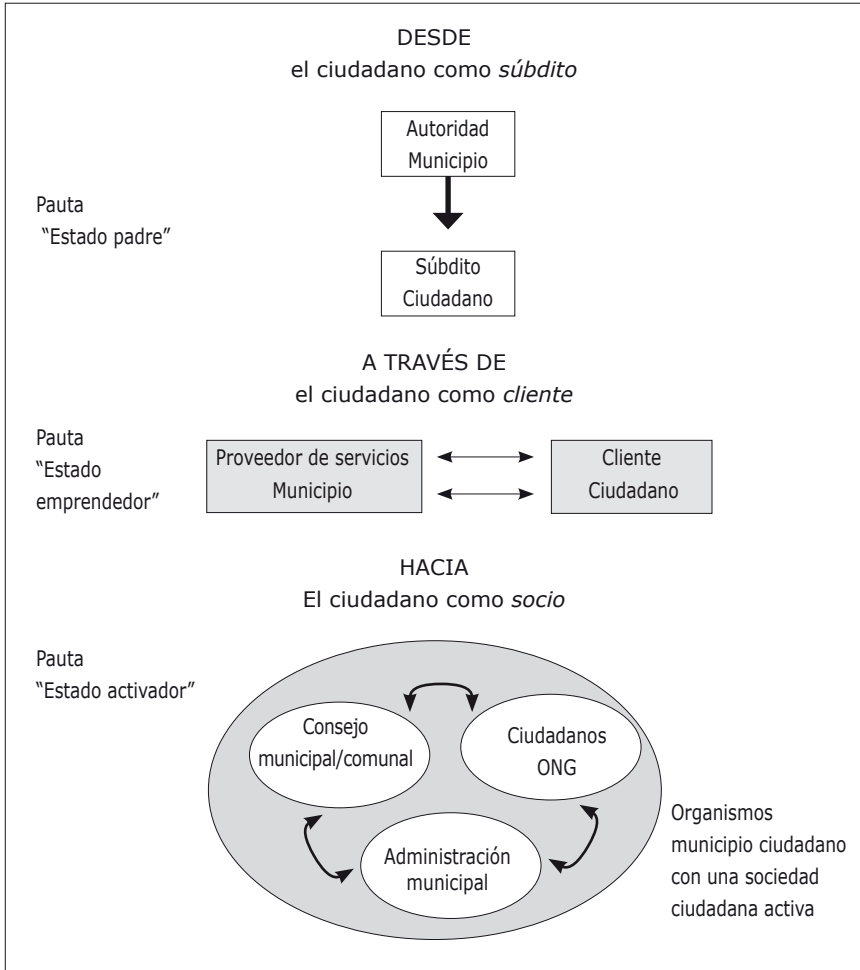 DESDE
el ciudadano como súbdito
Autoridad
Municipio
Pauta
“Estado padre”
Súbdito
Ciudadano
A TRAVÉS DE
el ciudadano como cliente
Pauta
“Estado
emprendedor”
Proveedor de servicios
Municipio
Cliente
Ciudadano
HACIA
El ciudadano como socio
Pauta
“Estado activador”
Consejo
municipal/comunal
Ciudadanos
ONG
Administración
municipal
Organismos
municipio ciudadano
con una sociedad
ciudadana activa